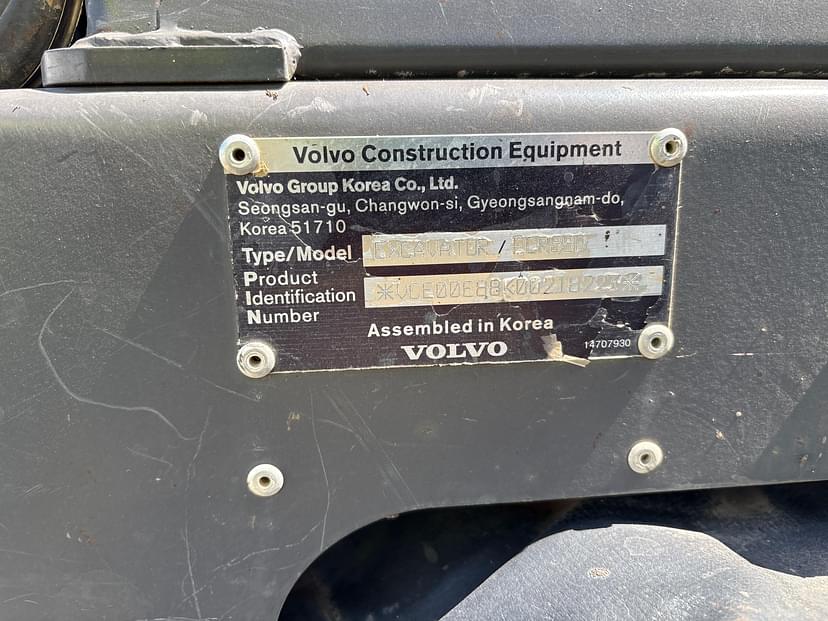 Volvo Construction Equipment
Volvo Group Korea Co., Ltd.
Seongsan-gu, Changwon-si, Gyeongsangnam-do,
Korea 51710
Type/Model EXCAVATOR /
Product
Identification
Number
Assembled in Korea
VOLVO
14707930